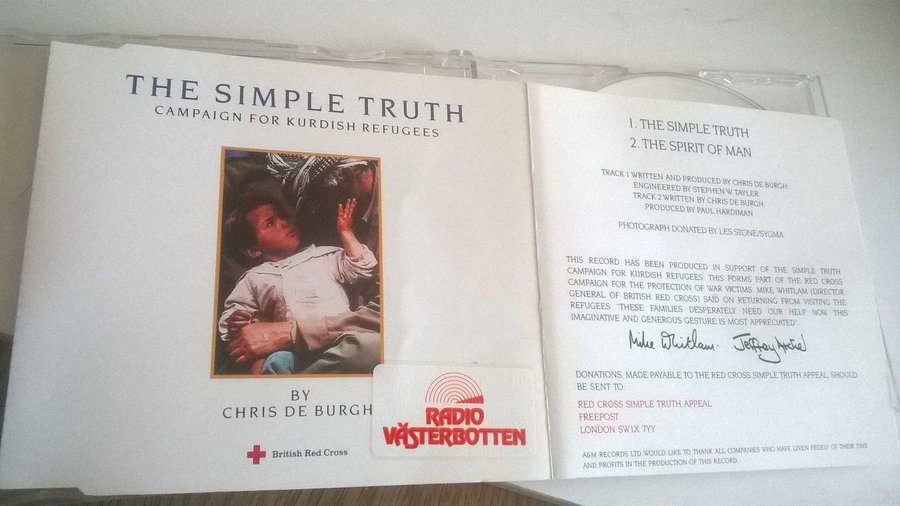 THE SIMPLE TRUTH
CAMPAIGN FOR KURDISH REFUGEES
BY
CHRIS DE BURGH
British Red Cross
RADIO
VÄSTERBOTTEN
1. THE SIMPLE TRUTH
2. THE SPIRIT OF MAN
TRACK 1 WRITTEN AND PRODUCED BY CHRIS DE BURGH
ENGINEERED BY STEPHEN W. TAYLER
TRACK 2 WRITTEN BY CHRIS DE BURGH
PRODUCED BY PAUL HARDIMAN
PHOTOGRAPH DONATED BY LES STONE/SYGMA
THIS RECORD HAS BEEN PRODUCED IN SUPPORT OF THE SIMPLE TRUTH
CAMPAIGN FOR KURDISH REFUGEES. THIS FORMS PART OF THE RED CROSS
CAMPAIGN FOR THE PROTECTION OF WAR VICTIMS. MIKE WHITLAM (DIRECTOR
GENERAL OF BRITISH RED CROSS) SAID ON RETURNING FROM VISITING THE
REFUGEES "THESE FAMILIES DESPERATELY NEED OUR HELP NOW THIS
IMAGINATIVE AND GENEROUS GESTURE IS MOST APPRECIATED"
Mike Whitlam. Jeffrey Archer
DONATIONS, MADE PAYABLE TO THE RED CROSS SIMPLE TRUTH APPEAL, SHOULD
BE SENT TO:
RED CROSS SIMPLE TRUTH APPEAL
FREEPOST
LONDON SW1X 7YY
A&M RECORDS LTD WOULD LIKE TO THANK ALL COMPANIES WHO HAVE GIVEN FREELY OF THEIR TIME
AND PROFITS IN THE PRODUCTION OF THIS RECORD